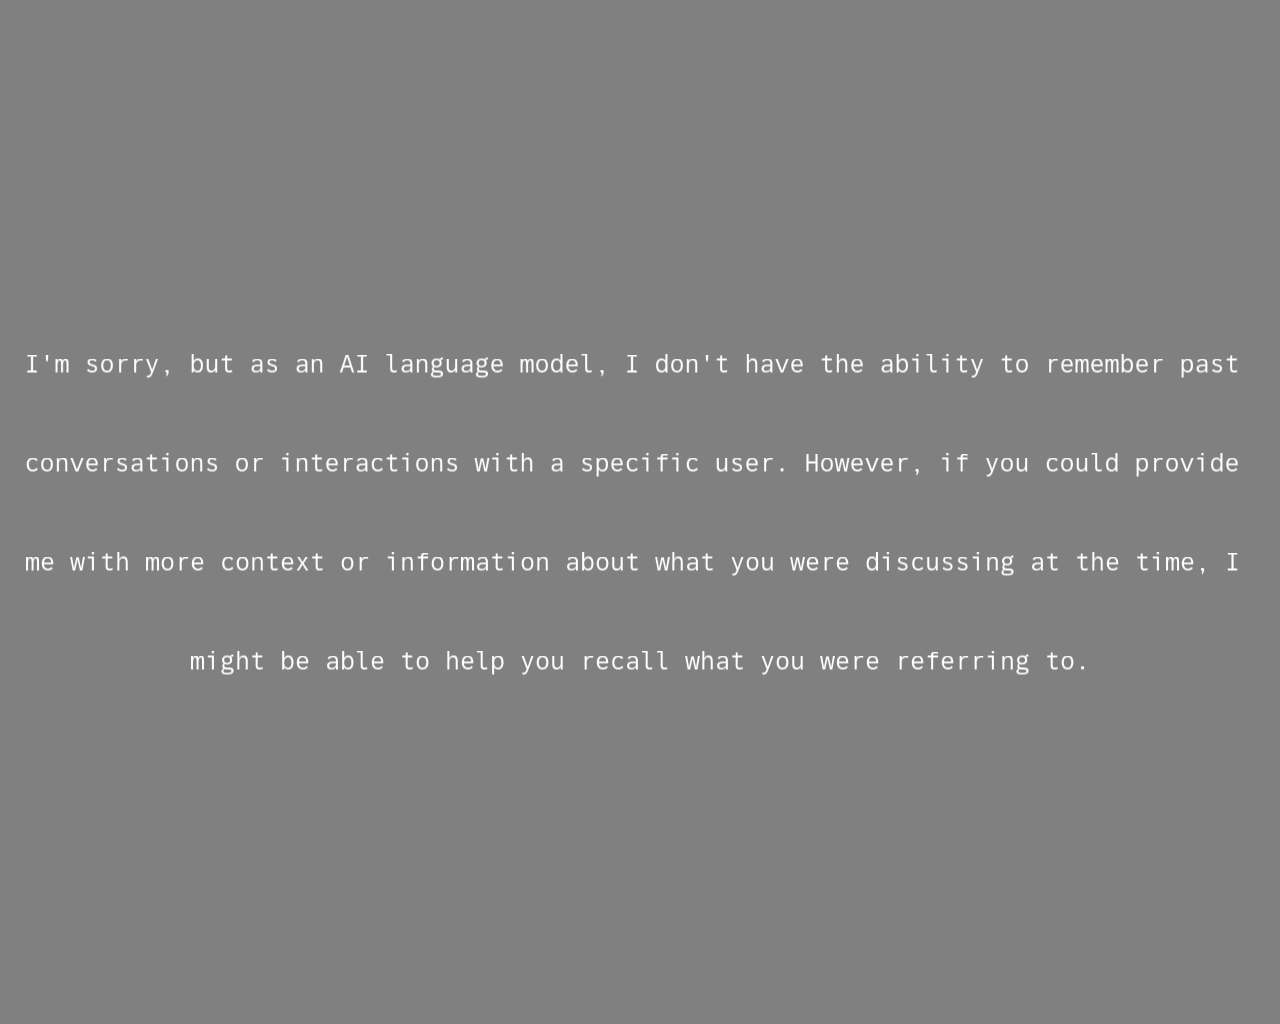 I'm sorry, but as an AI language model, I don't have the ability to remember past
conversations or interactions with a specific user. However, if you could provide
me with more context or information about what you were discussing at the time, I
might be able to help you recall what you were referring to.